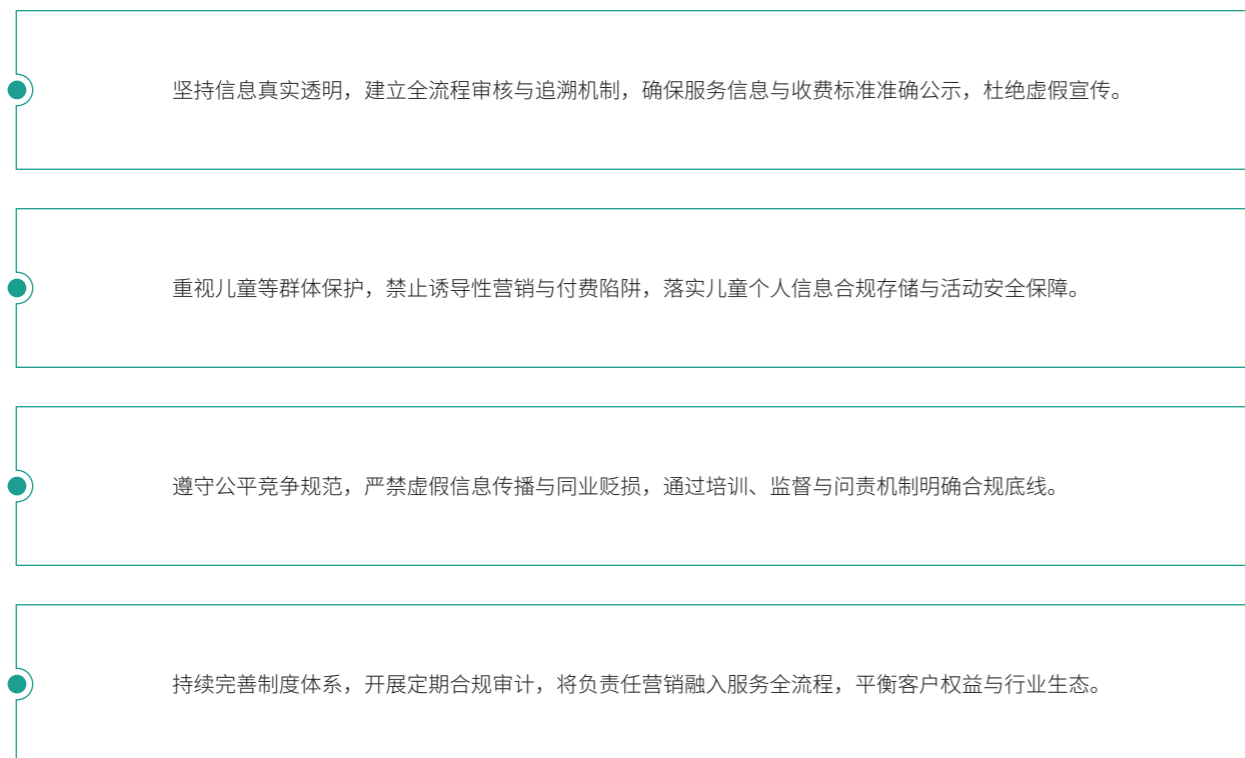 坚持信息真实透明，建立全流程审核与追溯机制，确保服务信息与收费标准准确公示，杜绝虚假宣传。
重视儿童等群体保护，禁止诱导性营销与付费陷阱，落实儿童个人信息合规存储与活动安全保障。
遵守公平竞争规范，严禁虚假信息传播与同业贬损，通过培训、监督与问责机制明确合规底线。
持续完善制度体系，开展定期合规审计，将负责任营销融入服务全流程，平衡客户权益与行业生态。